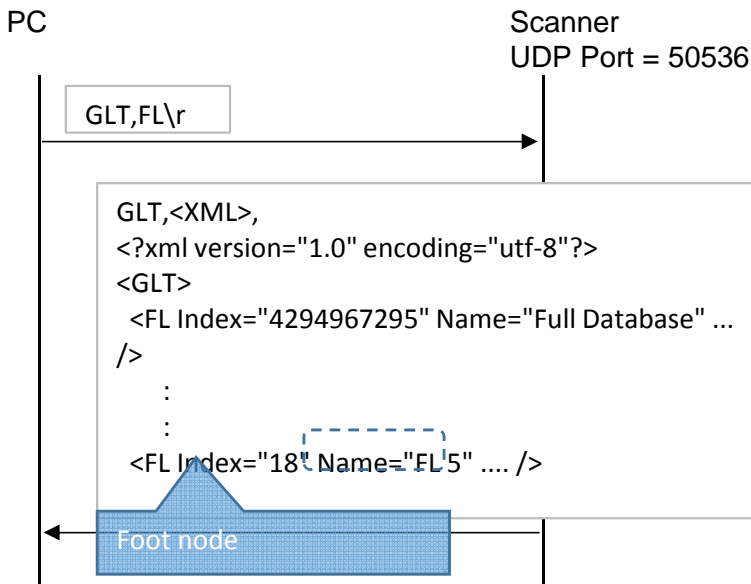 PC
Scanner
UDP Port = 50536
GLT,FL\r
GLT,<XML>,
<?xml version="1.0" encoding="utf-8"?>
<GLT>
<FL Index="4294967295" Name="Full Database" ...
/>
:
:
<FL Index="18" Name="FL 5" .... />
Foot node